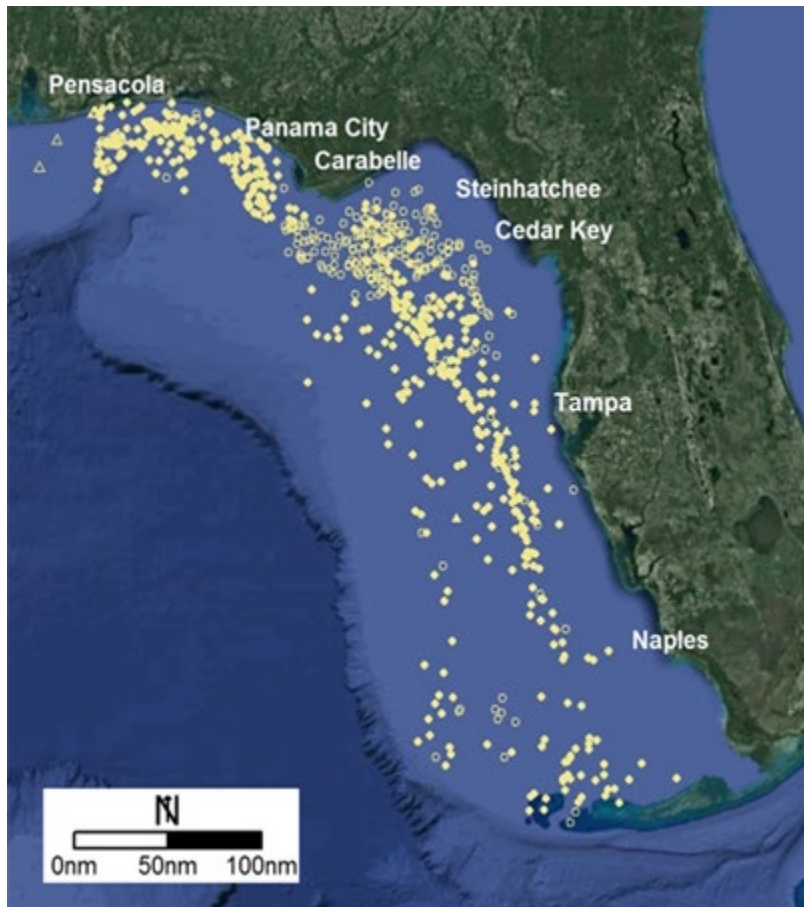 Pensacola
Panama City
Carabelle
Steinhatchee
Cedar Key
Tampa
Naples
N
0nm 50nm 100nm